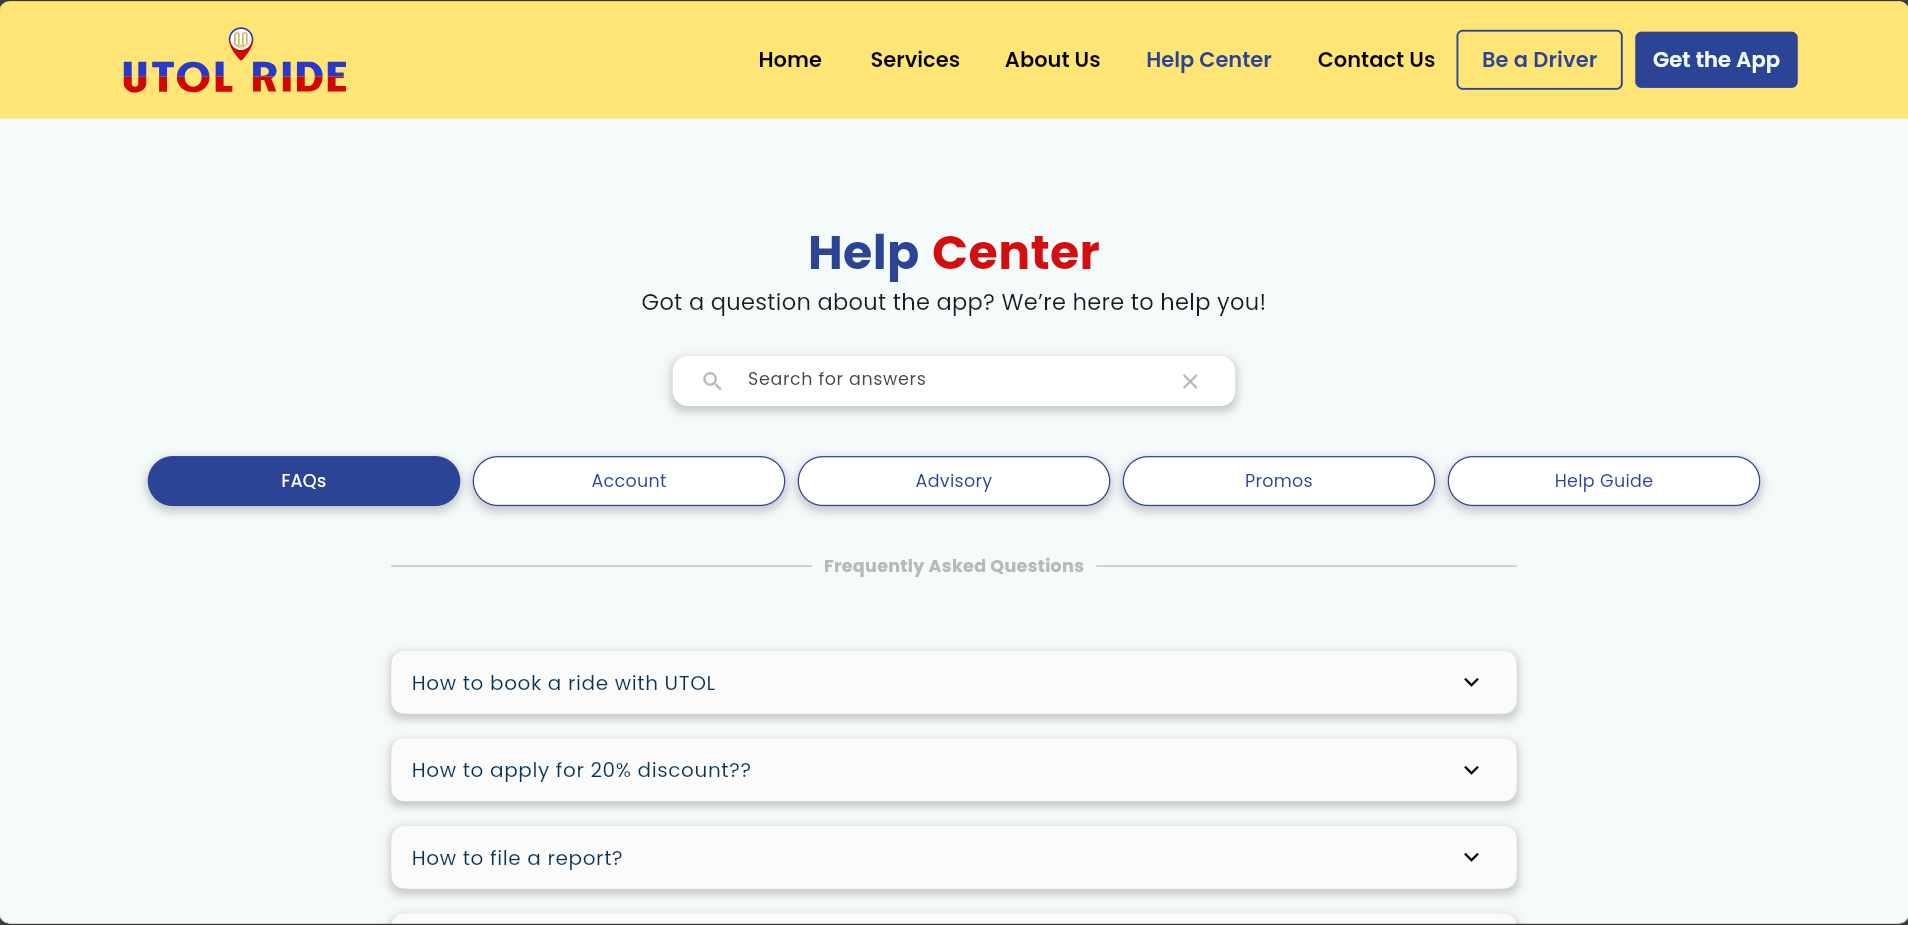 UTOL RIDE
Home Services About Us Help Center Contact Us Be a Driver Get the App
Help Center
Got a question about the app? We’re here to help you!
Search for answers
FAQs Account Advisory Promos Help Guide
Frequently Asked Questions
How to book a ride with UTOL
How to apply for 20% discount??
How to file a report?